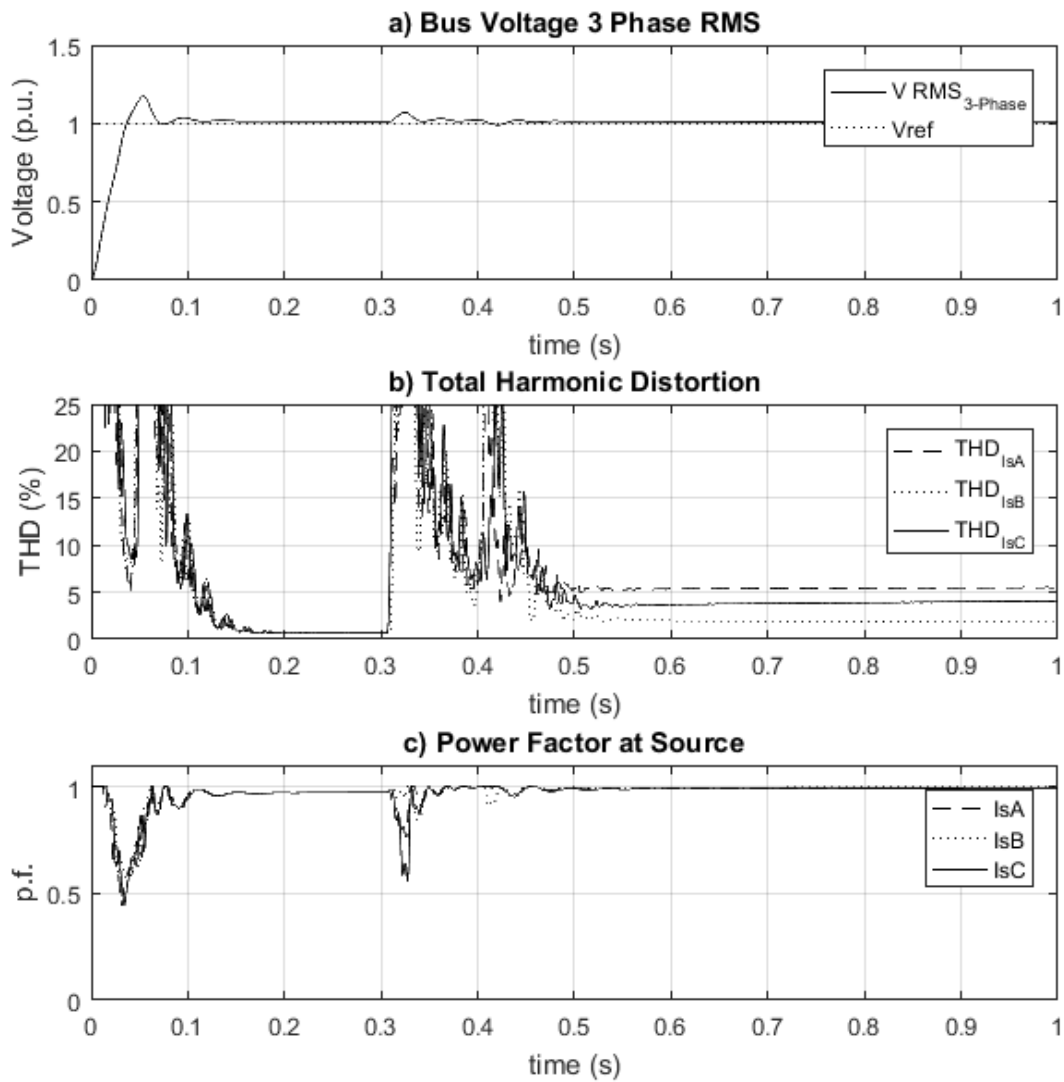 a) Bus Voltage 3 Phase RMS
1.5
1
0.5
0
Voltage (p.u.)
V RMS3-Phase
Vref
0 0.1 0.2 0.3 0.4 0.5 0.6 0.7 0.8 0.9 1
time (s)
b) Total Harmonic Distortion
25
20
15
10
5
0
THD (%)
THDIsA
THDIsB
THDIsC
0 0.1 0.2 0.3 0.4 0.5 0.6 0.7 0.8 0.9 1
time (s)
c) Power Factor at Source
1
0.5
0
p.f.
IsA
IsB
IsC
0 0.1 0.2 0.3 0.4 0.5 0.6 0.7 0.8 0.9 1
time (s)